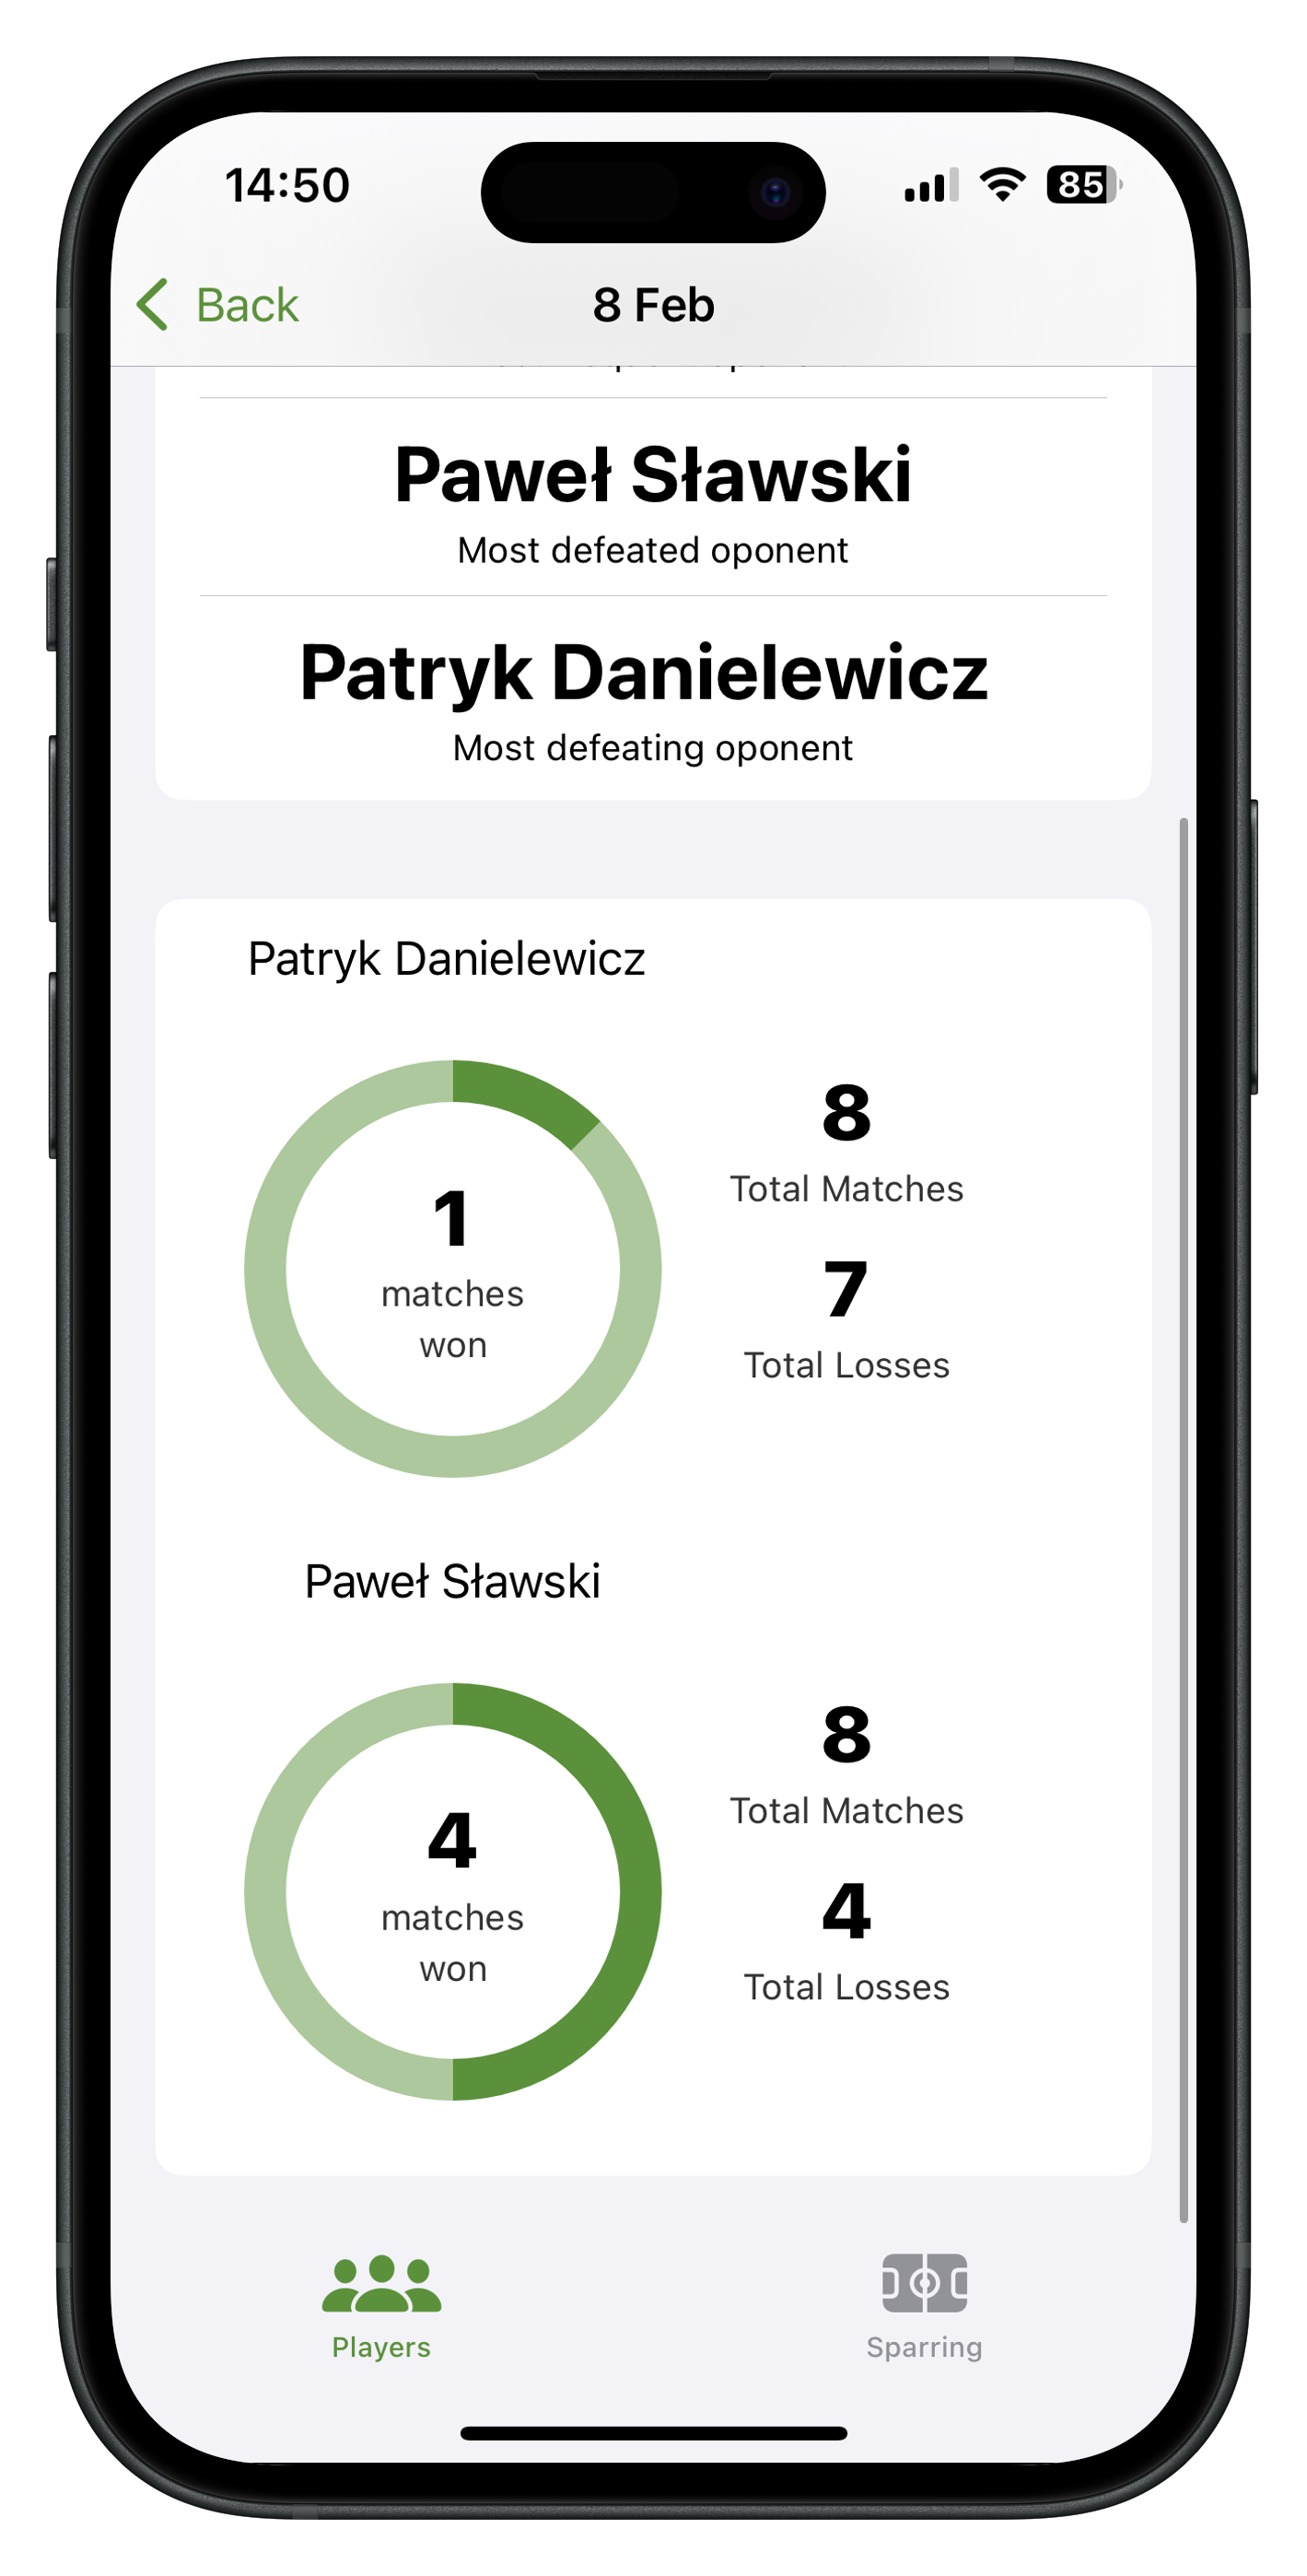 14:50
85
Back
8 Feb
Paweł Sławski
Most defeated oponent
Patryk Danielewicz
Most defeating oponent
Patryk Danielewicz
1
matches
won
8
Total Matches
7
Total Losses
Paweł Sławski
4
matches
won
8
Total Matches
4
Total Losses
Players
Sparring